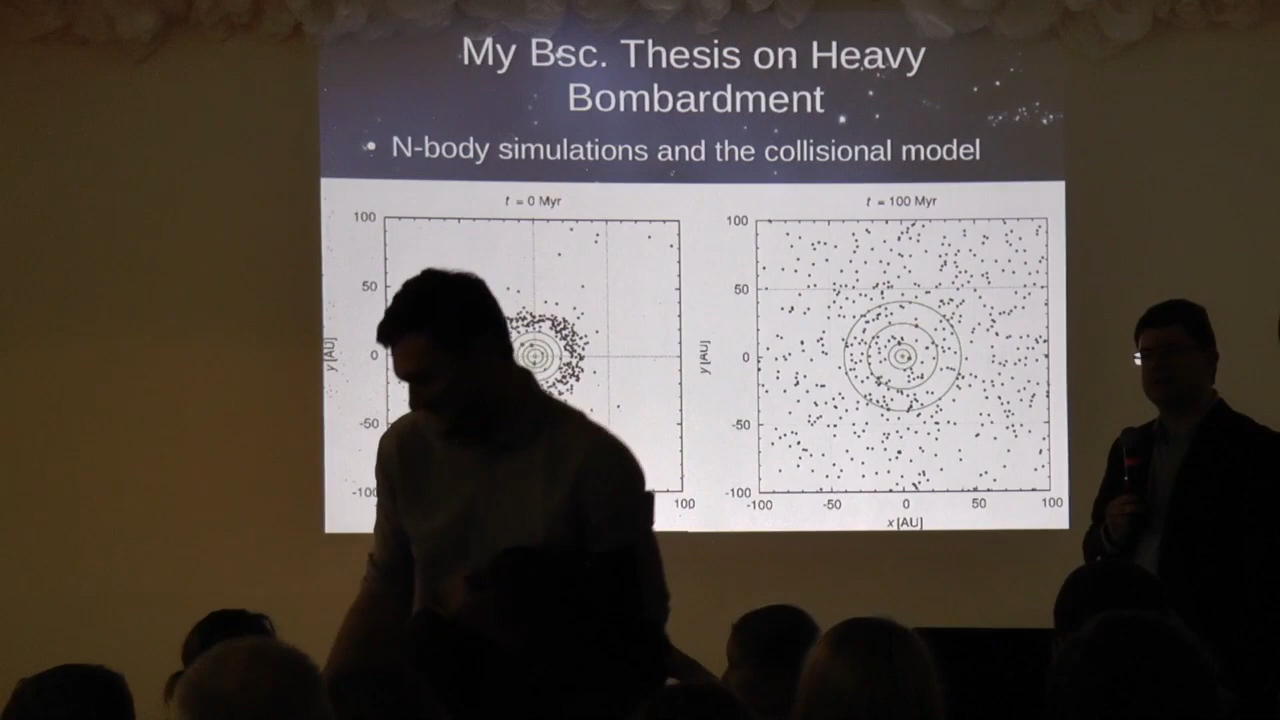 My Bsc. Thesis on Heavy
Bombardment
• N-body simulations and the collisional model
t = 0 Myr
t = 100 Myr
100
50
0
-50
-100
100
y [AU]
100
50
0
-50
-100
-100
-50
0
50
100
y [AU]
x [AU]